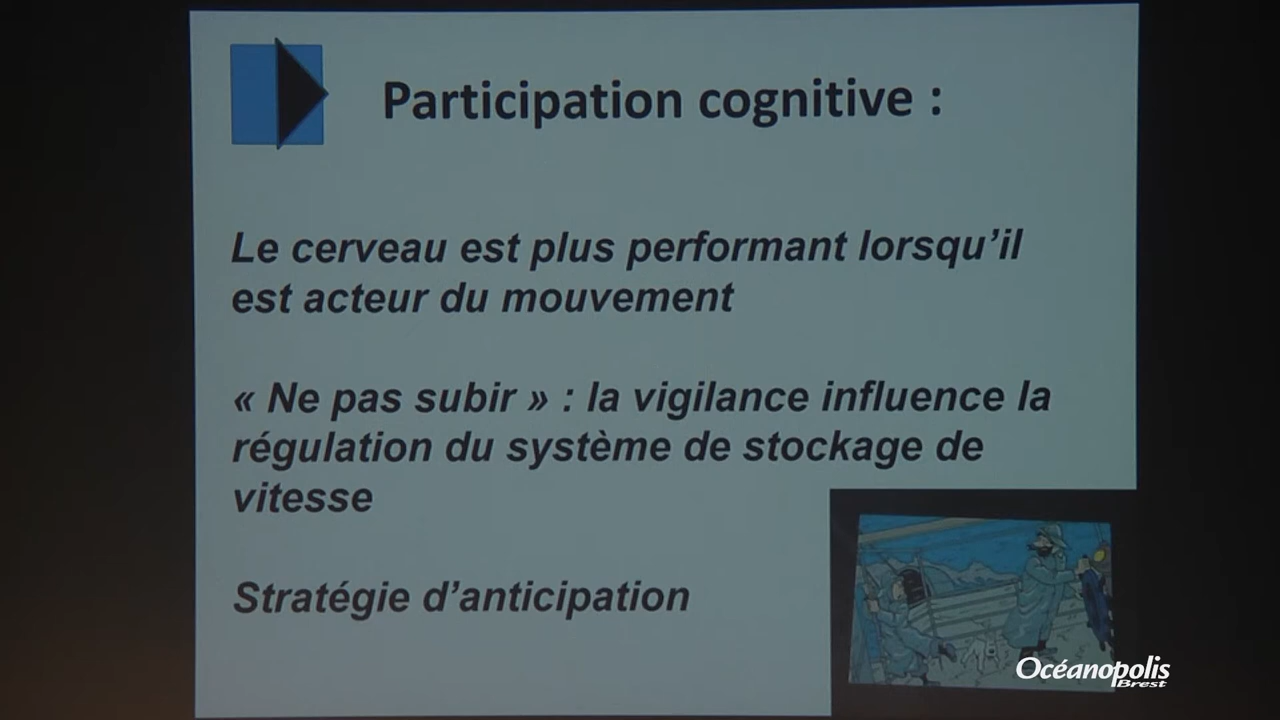 Participation cognitive :
Le cerveau est plus performant lorsqu’il
est acteur du mouvement
« Ne pas subir » : la vigilance influence la
régulation du système de stockage de
vitesse
Stratégie d’anticipation
Océanopolis
Brest